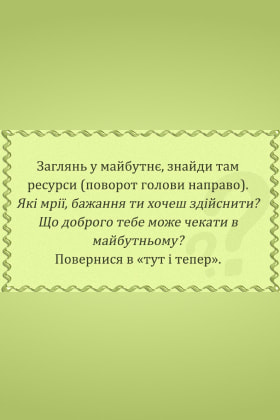 Заглянь у майбутнє, знайди там
ресурси (поворот голови направо).
Які мрії, бажання ти хочеш здійснити?
Що доброго тебе може чекати в
майбутньому?
Повернися в «тут і тепер».